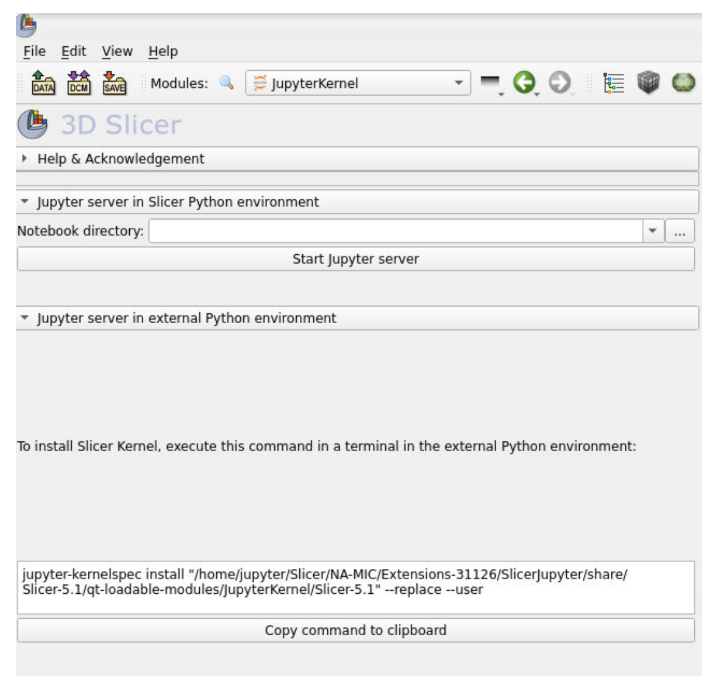 File Edit View Help
DATA DCM SAVE Modules: JupyterKernel
3D Slicer
Help & Acknowledgement
Jupyter server in Slicer Python environment
Notebook directory: ...
Start Jupyter server
Jupyter server in external Python environment
To install Slicer Kernel, execute this command in a terminal in the external Python environment:
jupyter-kernelspec install "/home/jupyter/Slicer/NA-MIC/Extensions-31126/SlicerJupyter/share/
Slicer-5.1/qt-loadable-modules/JupyterKernel/Slicer-5.1" --replace --user
Copy command to clipboard